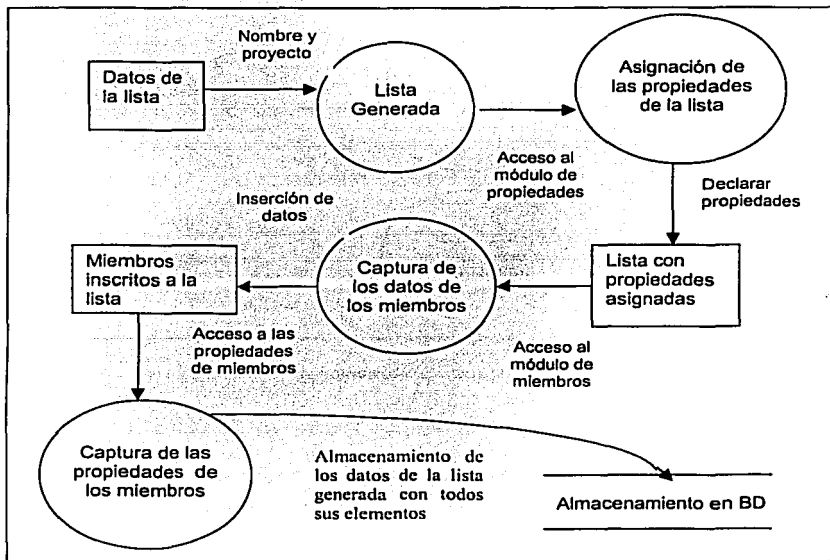 Nombre y
proyecto
Datos de
la lista
Lista
Generada
Asignación de
las propiedades
de la lista
Acceso al
módulo de
propiedades
Declarar
propiedades
Inserción de
datos
Miembros
inscritos a la
lista
Captura de
los datos de
los miembros
Lista con
propiedades
asignadas
Acceso a las
propiedades
de miembros
Acceso al
módulo de
miembros
Captura de las
propiedades de
los miembros
Almacenamiento de
los datos de la lista
generada con todos
sus elementos
Almacenamiento en BD